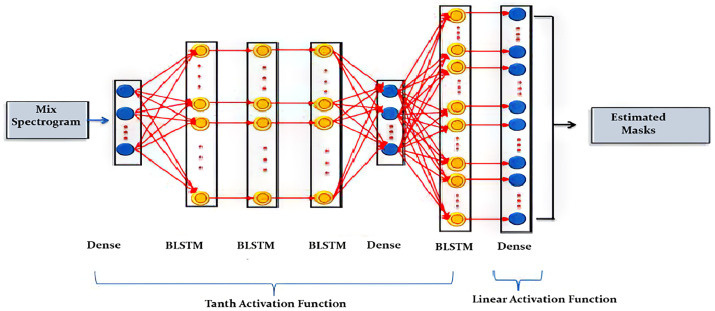 Mix
Spectrogram
Estimated
Masks
Dense
BLSTM
BLSTM
BLSTM
Dense
BLSTM
Dense
Tanth Activation Function
Linear Activation Function